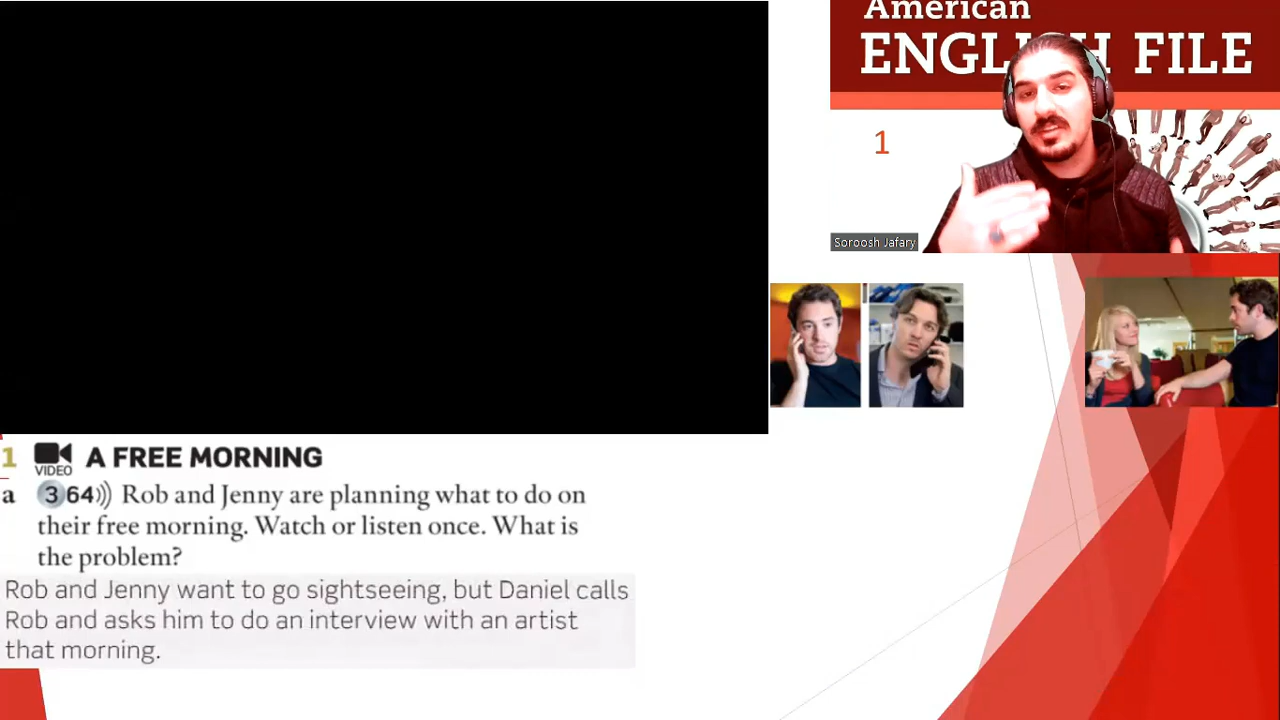 American
ENGLISH FILE
1
Soroosh Jafary
1 VIDEO A FREE MORNING
a 3 64 Rob and Jenny are planning what to do on
their free morning. Watch or listen once. What is
the problem?
Rob and Jenny want to go sightseeing, but Daniel calls
Rob and asks him to do an interview with an artist
that morning.